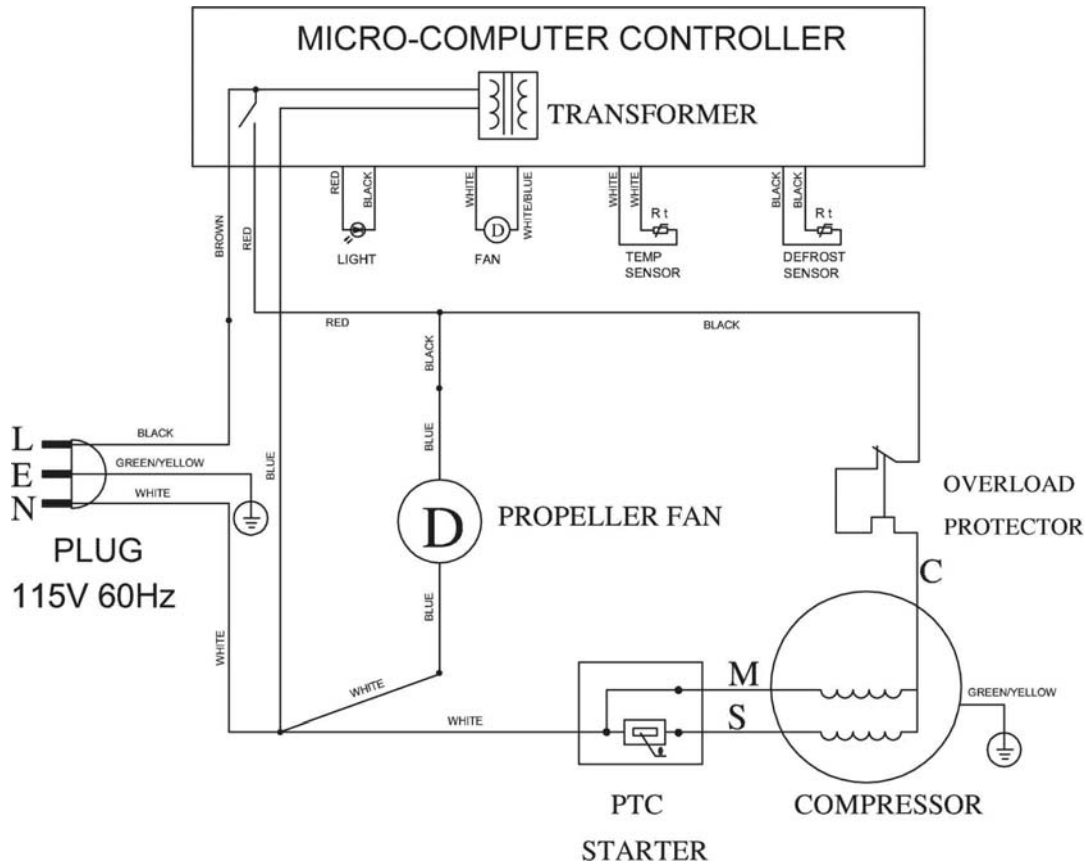 MICRO-COMPUTER CONTROLLER
TRANSFORMER
RED
BLACK
WHITE
WHITE/BLUE
WHITE
WHITE
BLACK
BLACK
BROWN
RED
D
R t
R t
LIGHT
FAN
TEMP
SENSOR
DEFROST
SENSOR
RED
BLACK
BLACK
BLUE
BLUE
L
BLACK
E
GREEN/YELLOW
N
WHITE
PLUG
115V 60Hz
D
PROPELLER FAN
OVERLOAD
PROTECTOR
C
BLUE
WHITE
WHITE
WHITE
M
S
GREEN/YELLOW
PTC
STARTER
COMPRESSOR